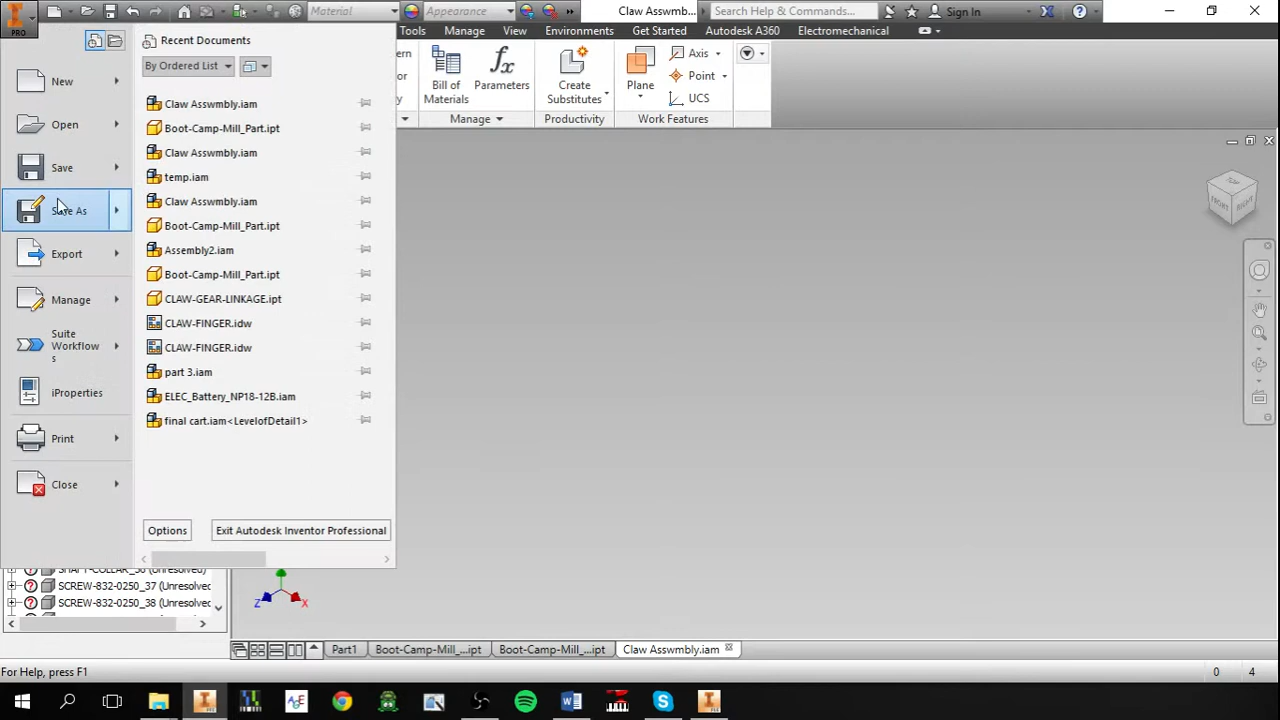 PRO
Material
Appearance
Claw Asswmb...
Search Help & Commands...
Sign In
Tools
Manage
View
Environments
Get Started
Autodesk A360
Electromechanical
Recent Documents
By Ordered List
New
Open
Save
Save As
Export
Manage
Suite
Workflow
s
iProperties
Print
Close
Claw Asswmbly.iam
Boot-Camp-Mill_Part.ipt
Claw Asswmbly.iam
temp.iam
Claw Asswmbly.iam
Boot-Camp-Mill_Part.ipt
Assembly2.iam
Boot-Camp-Mill_Part.ipt
CLAW-GEAR-LINKAGE.ipt
CLAW-FINGER.idw
CLAW-FINGER.idw
part 3.iam
ELEC_Battery_NP18-12B.iam
final cart.iam<LevelofDetail1>
Options
Exit Autodesk Inventor Professional
Bill of
Materials
Parameters
Create
Substitutes
Plane
Axis
Point
UCS
Manage
Productivity
Work Features
FRONT
RIGHT
SCREW-832-0250_37 (Unresolved
SCREW-832-0250_38 (Unresolved
Z
X
Part1
Boot-Camp-Mill_...ipt
Boot-Camp-Mill_...ipt
Claw Asswmbly.iam
For Help, press F1
0
4